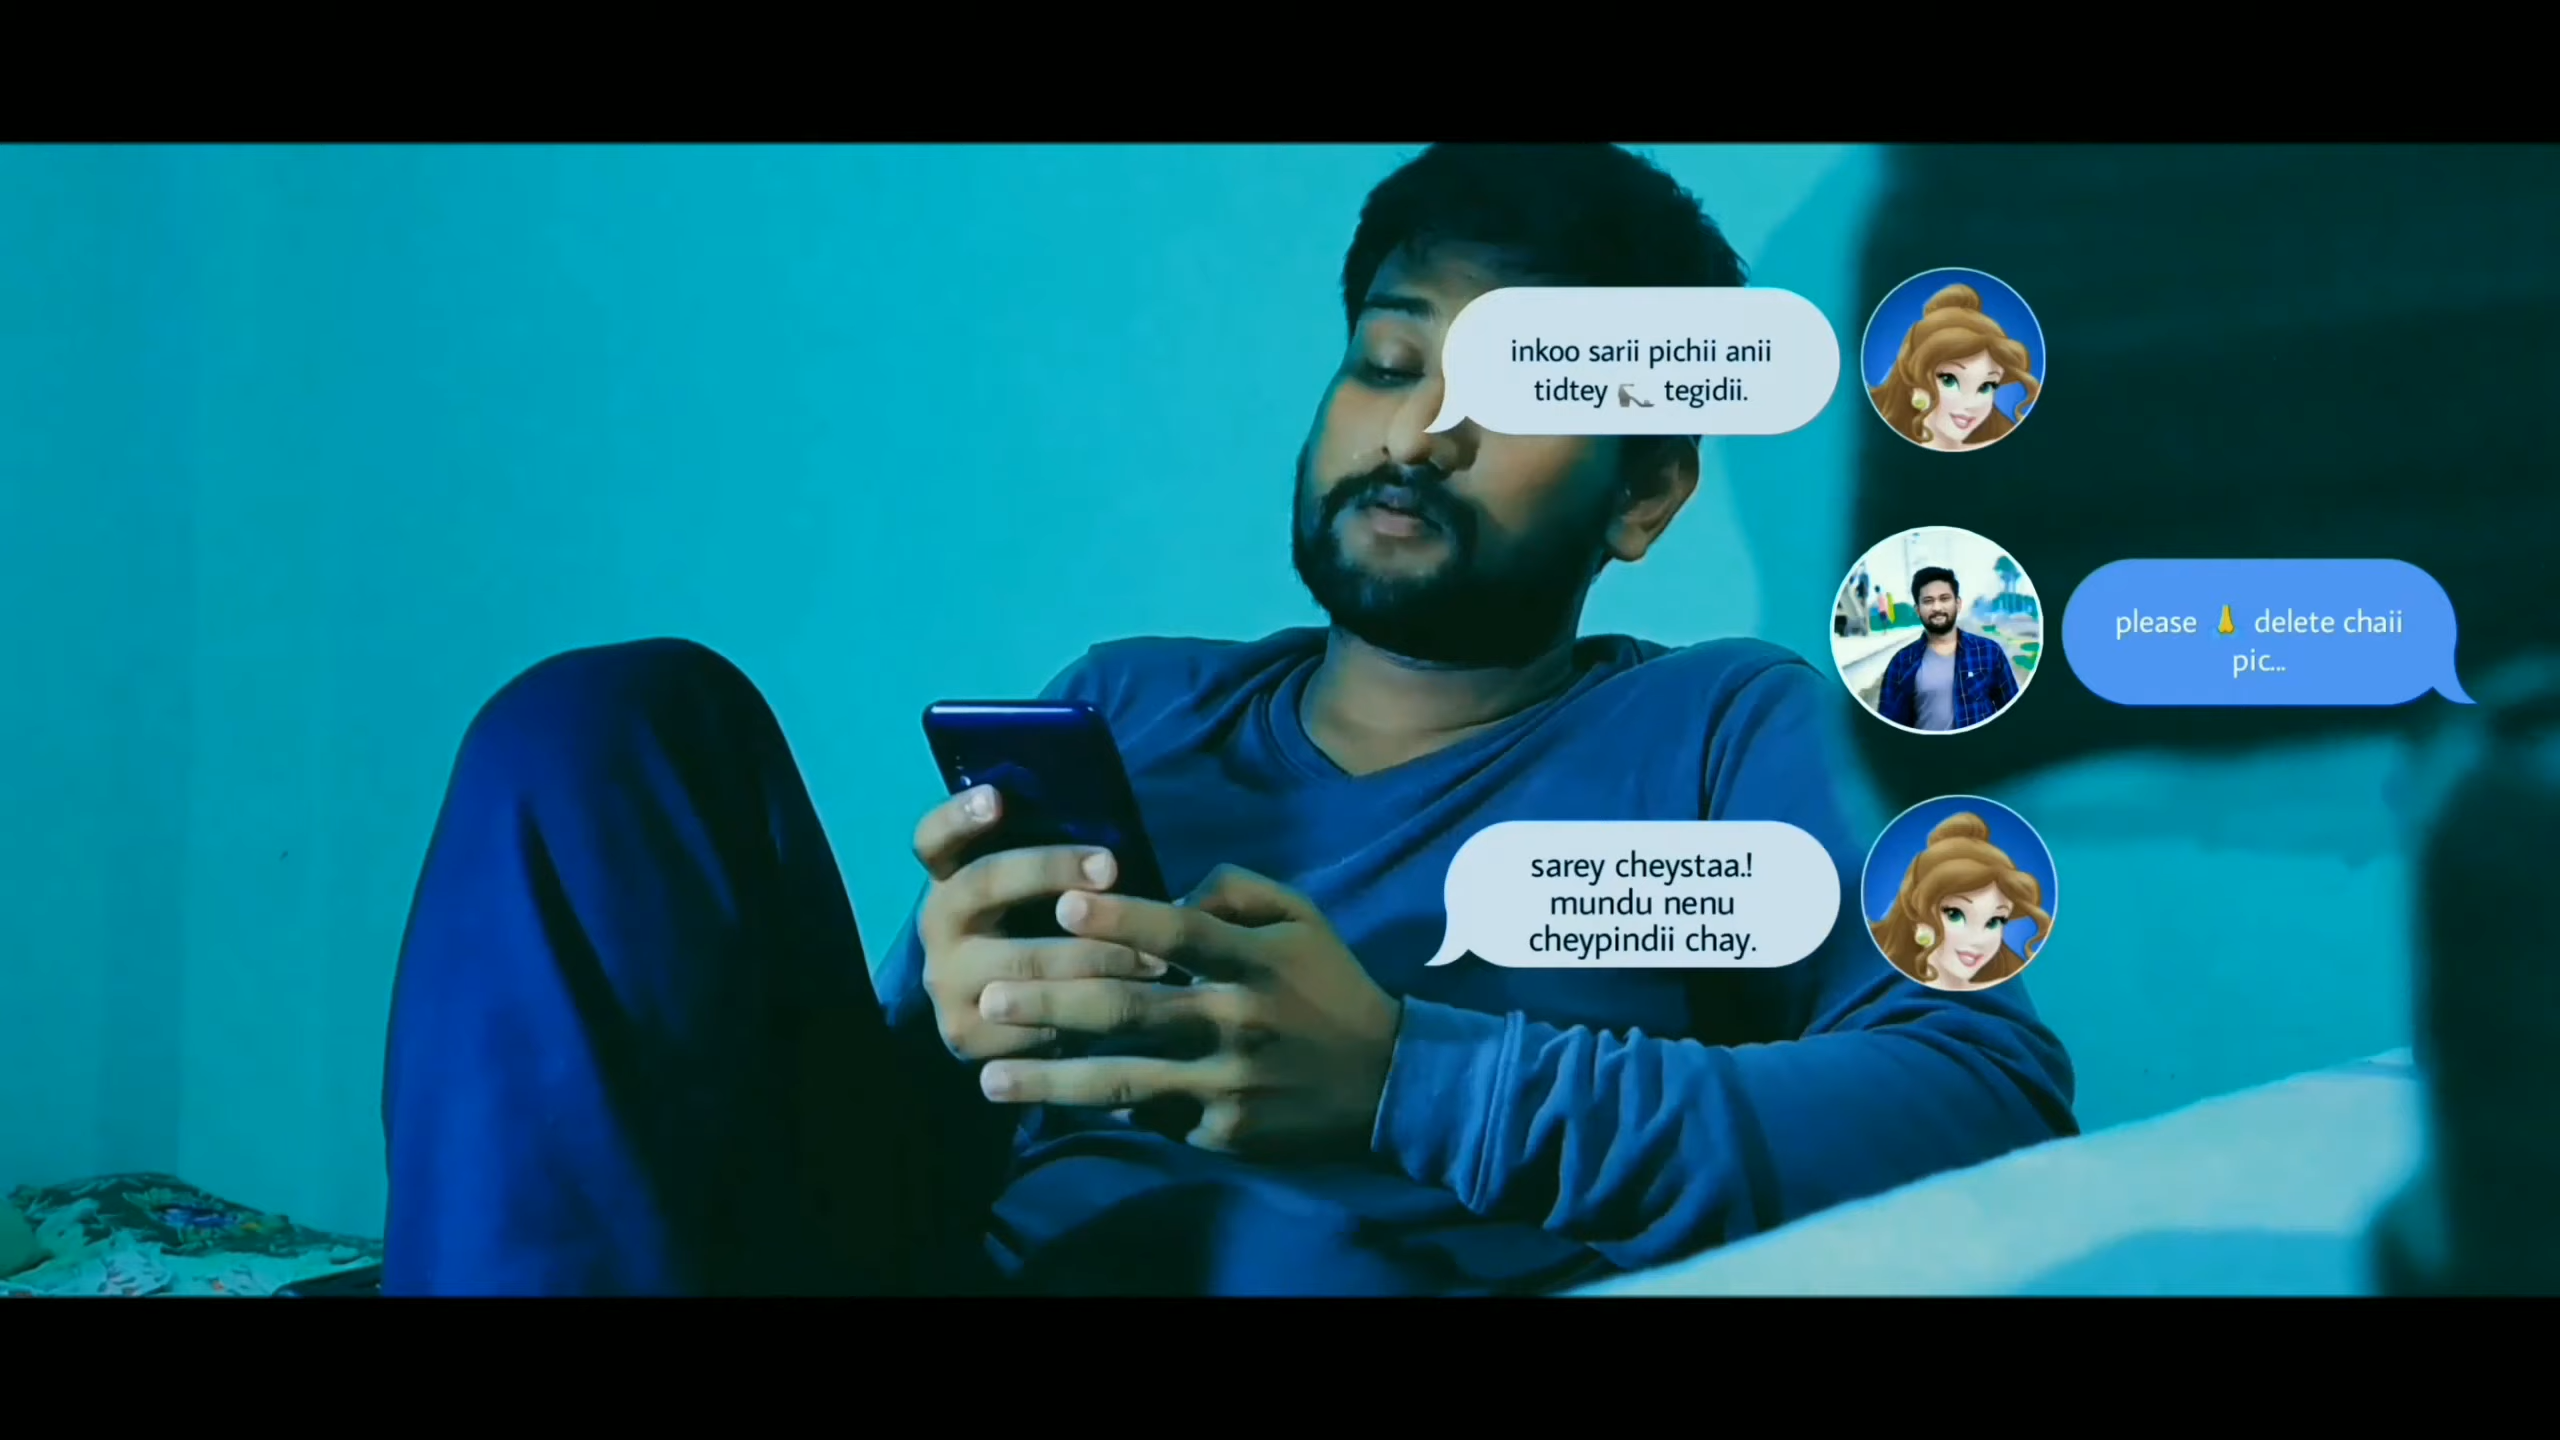 inkoo sarii pichii anii
tidtey 👠 tegidii.
please 🙏 delete chaii
pic...
sarey cheystaa.!
mundu nenu
cheypindii chay.